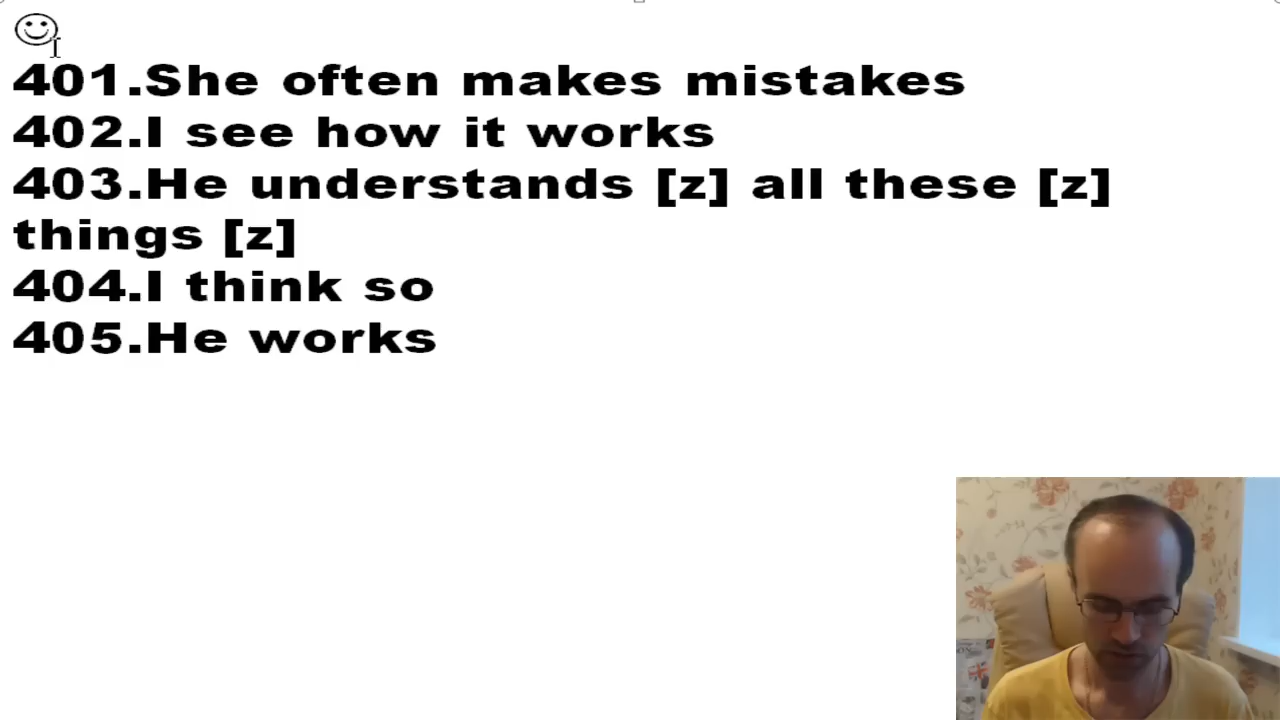 401.She often makes mistakes
402.I see how it works
403.He understands [z] all these [z]
things [z]
404.I think so
405.He works